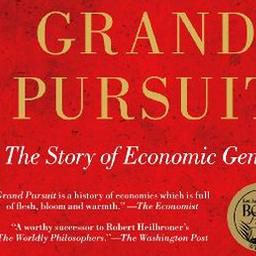 GRAND
PURSUIT
The Story of Economic Gen
Grand Pursuit is a history of economics which is full
of flesh, bloom and warmth." —The Economist
"A worthy successor to Robert Heilbroner's
The Worldly Philosophers."—The Washington Post